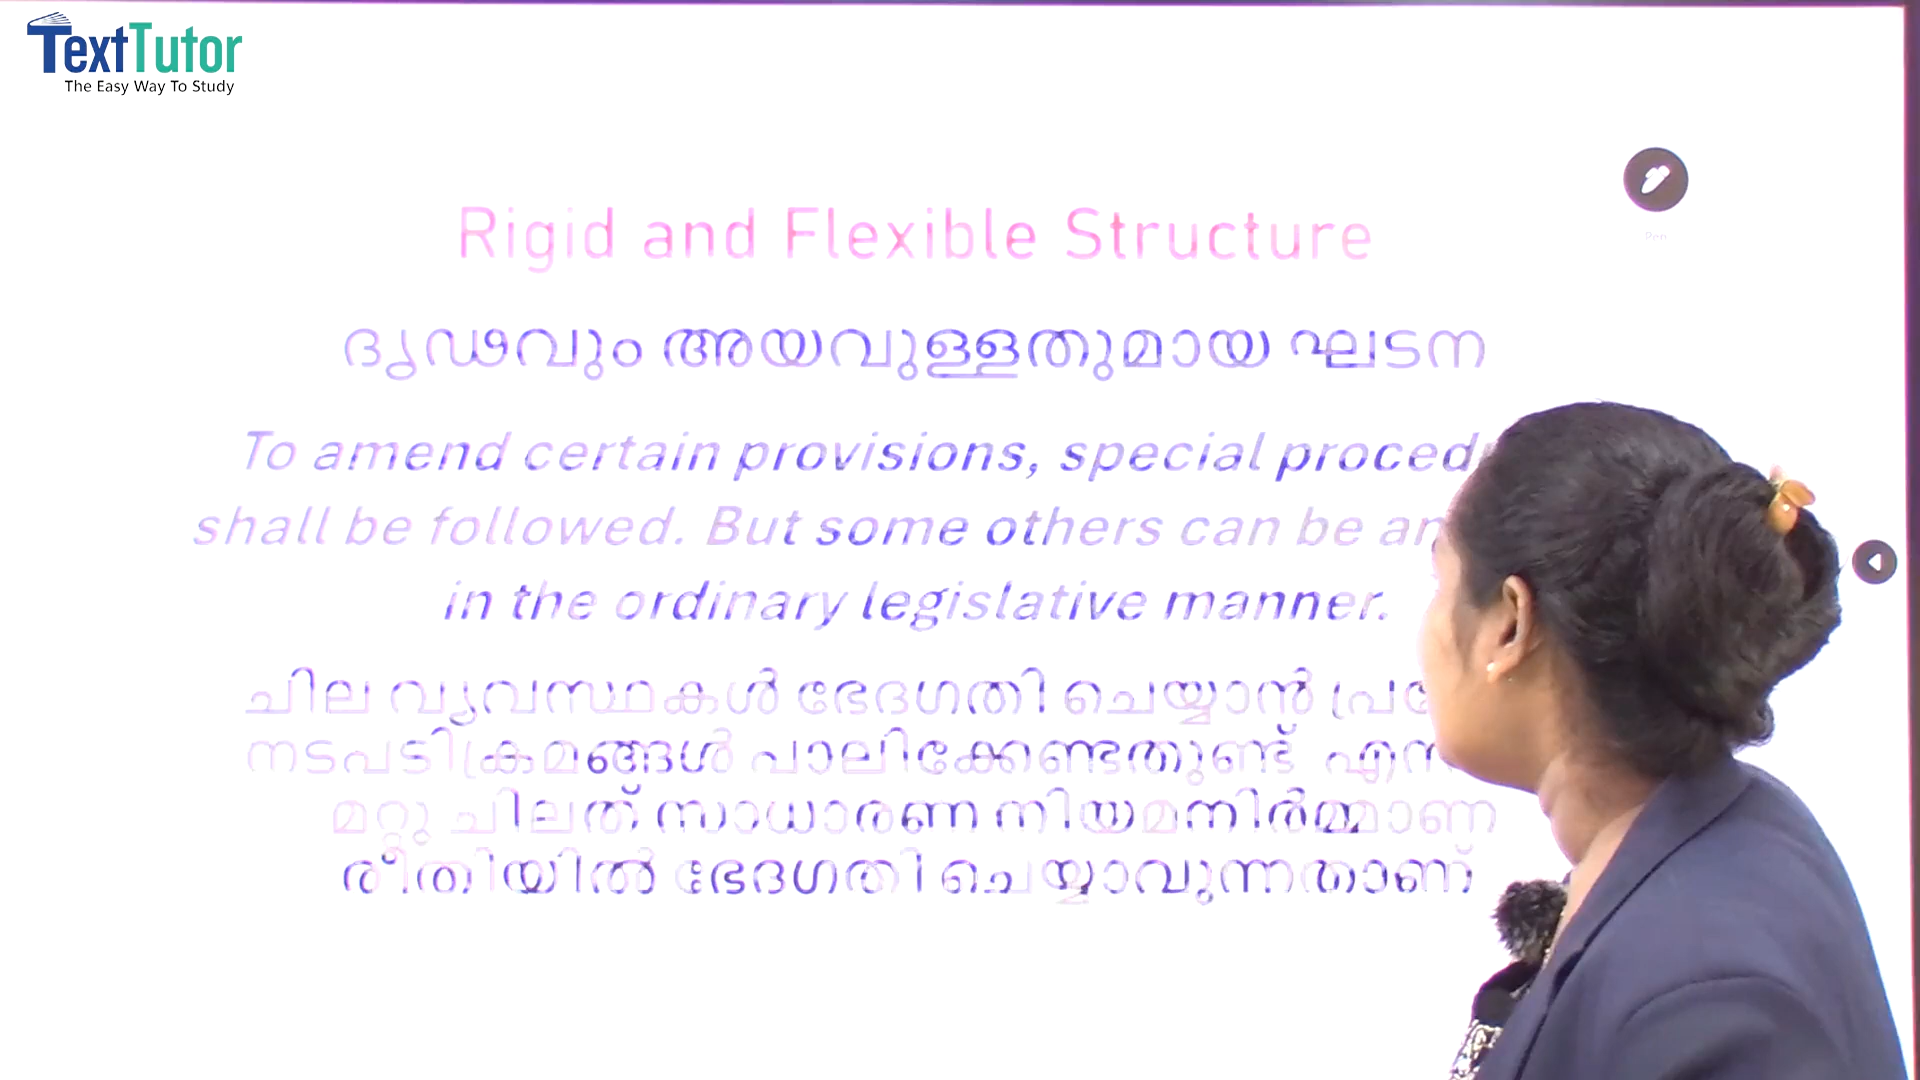 TextTutor
The Easy Way To Study
Pen
Rigid and Flexible Structure
ദൃഢവും അയവുള്ളതുമായ ഘടന
To amend certain provisions, special
shall be followed. But some others can be
in the ordinary legislative manner.
ചില വ്യവസ്ഥകൾ ഭേദഗതി ചെയ്യാൻ
നടപടിക്രമങ്ങൾ പാലിക്കേണ്ടതുണ്ട്
മറ്റു ചിലത് സാധാരണ നിയമനിർമ്മാണ
രീതിയിൽ ഭേദഗതി ചെയ്യാവുന്നതാണ്